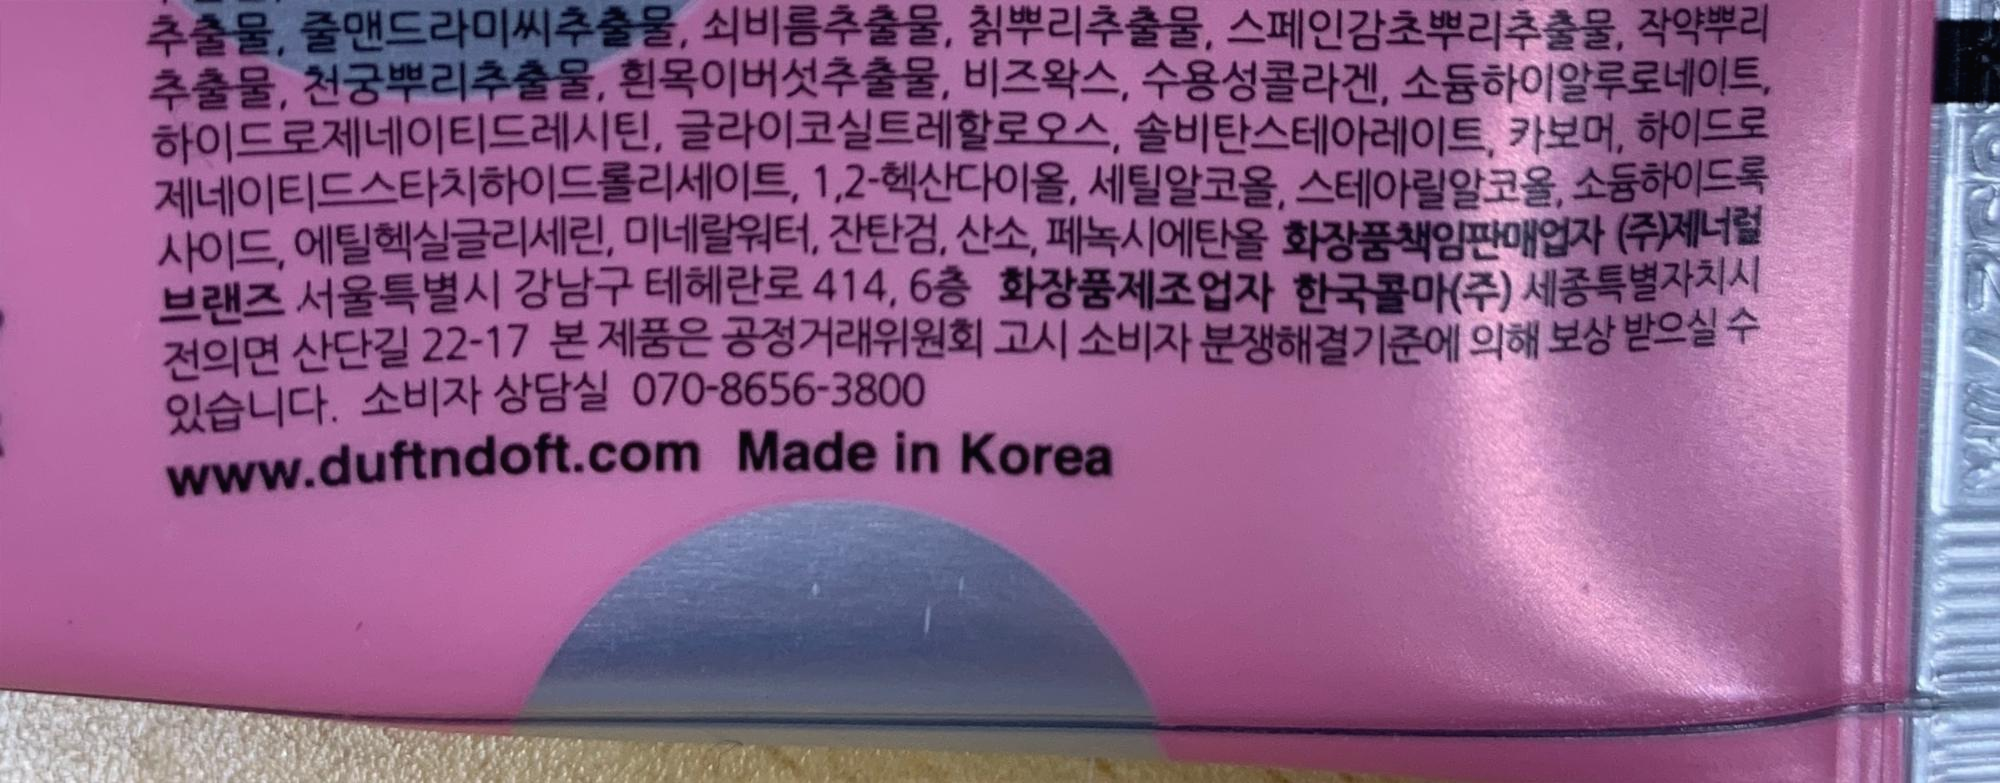 추출물, 줄맨드라미씨추출물, 쇠비름추출물, 칡뿌리추출물, 스페인감초뿌리추출물, 작약뿌리
추출물, 천궁뿌리추출물, 흰목이버섯추출물, 비즈왁스, 수용성콜라겐, 소듐하이알루로네이트,
하이드로제네이티드레시틴, 글라이코실트레할로오스, 솔비탄스테아레이트, 카보머, 하이드로
제네이티드스타치하이드롤리세이트, 1,2-헥산다이올, 세틸알코올, 스테아릴알코올, 소듐하이드록
사이드, 에틸헥실글리세린, 미네랄워터, 잔탄검, 산소, 페녹시에탄올 화장품책임판매업자 (주)제너럴
브랜즈 서울특별시 강남구 테헤란로 414, 6층 화장품제조업자 한국콜마(주) 세종특별자치시
전의면 산단길 22-17 본 제품은 공정거래위원회 고시 소비자 분쟁해결기준에 의해 보상 받으실 수
있습니다. 소비자 상담실 070-8656-3800
www.duftndoft.com Made in Korea